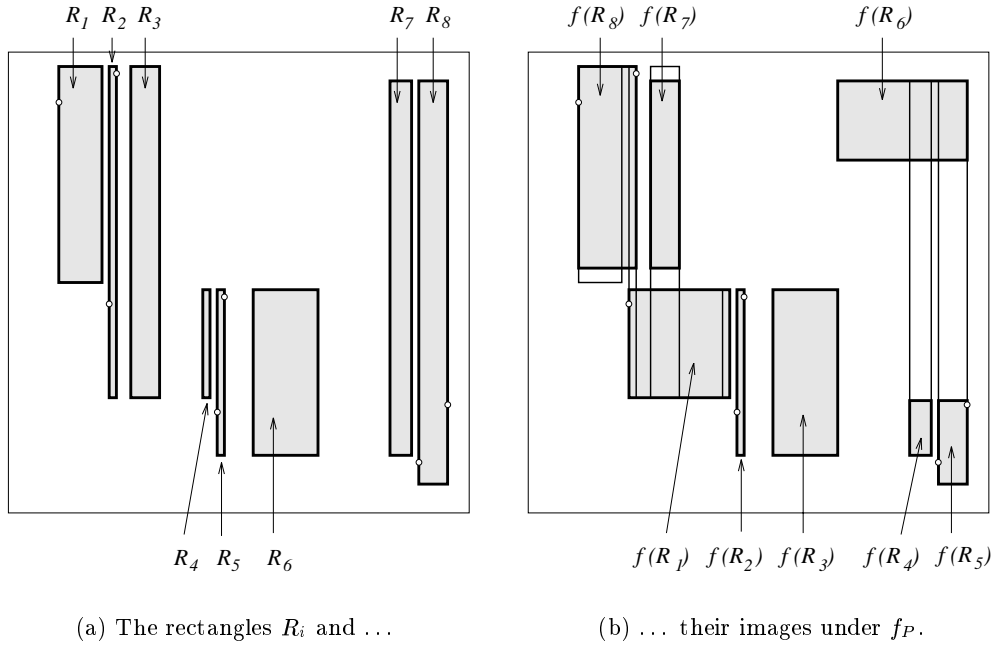 R1 R2 R3 R7 R8 f(R8) f(R7) f(R6)
R4 R5 R6 f(R1) f(R2) f(R3) f(R4) f(R5)
(a) The rectangles Ri and ... (b) ... their images under fP.